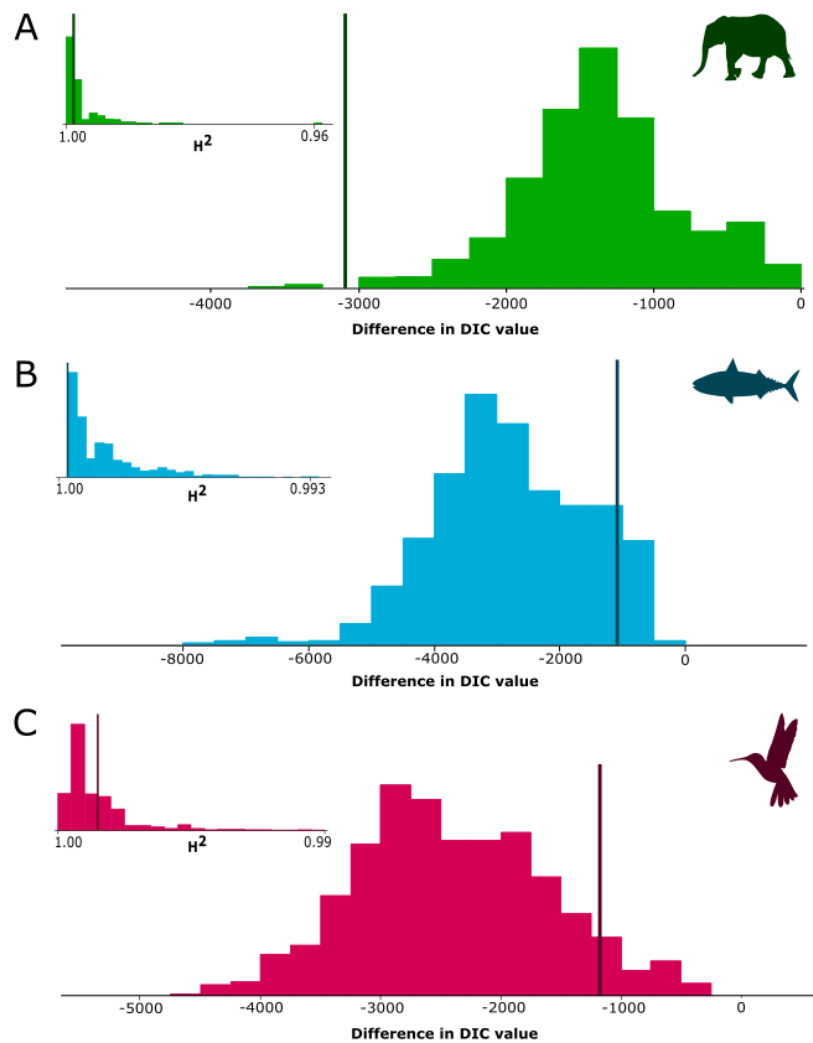 A
1.00 0.96
H²
-4000 -3000 -2000 -1000 0
Difference in DIC value
B
1.00 0.993
H²
-8000 -6000 -4000 -2000 0
Difference in DIC value
C
1.00 0.99
H²
-5000 -4000 -3000 -2000 -1000 0
Difference in DIC value